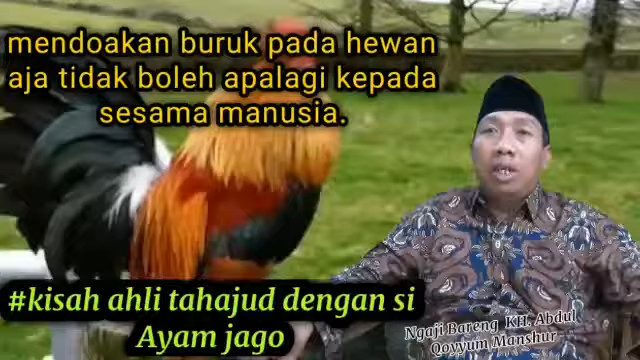 mendoakan buruk pada hewan
aja tidak boleh apalagi kepada
sesama manusia.
#kisah ahli tahajud dengan si
Ayam jago
Ngaji Bareng KH. Abdul
Qoyyum Manshur